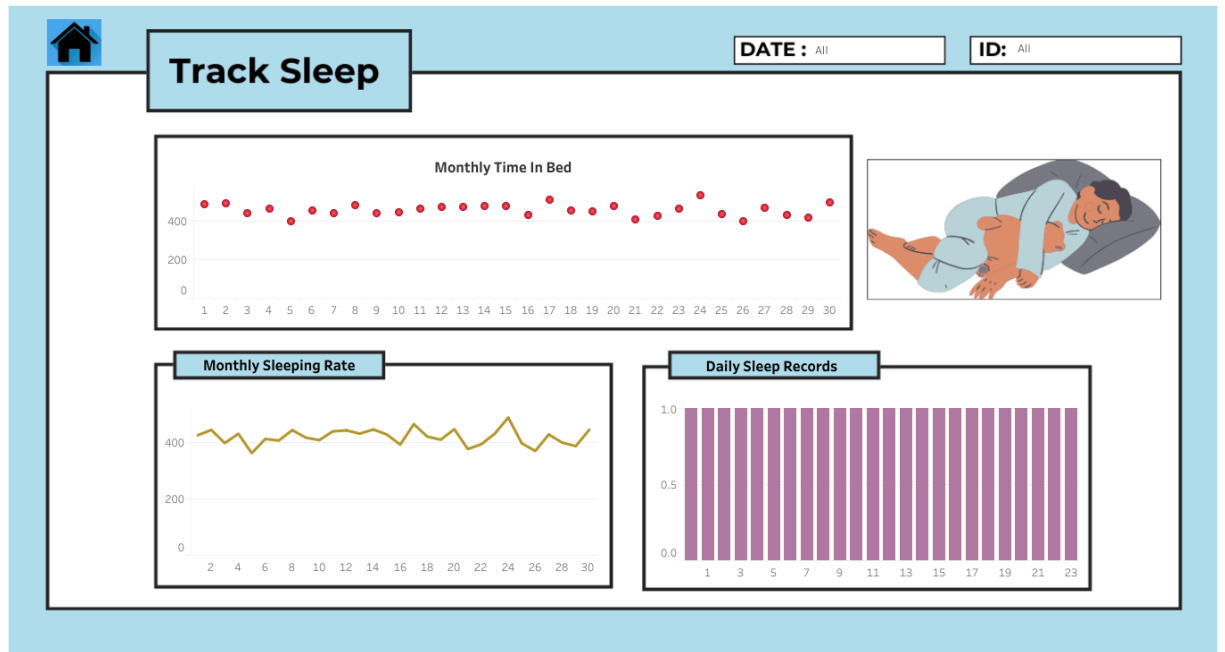 Track Sleep
DATE : All
ID: All
Monthly Time In Bed
400
200
0
1 2 3 4 5 6 7 8 9 10 11 12 13 14 15 16 17 18 19 20 21 22 23 24 25 26 27 28 29 30
Monthly Sleeping Rate
400
200
0
2 4 6 8 10 12 14 16 18 20 22 24 26 28 30
Daily Sleep Records
1.0
0.5
0.0
1 3 5 7 9 11 13 15 17 19 21 23